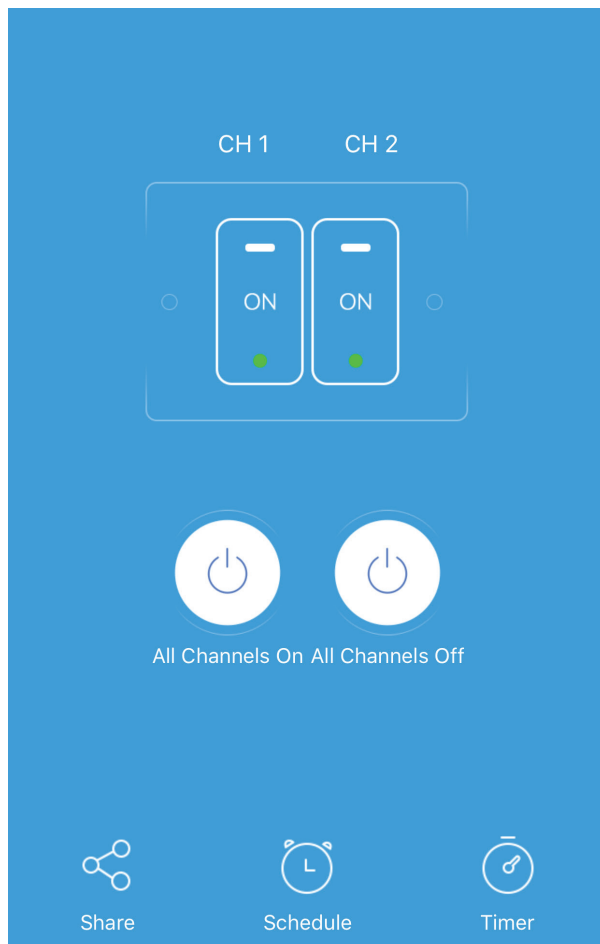 CH 1 CH 2
ON ON
All Channels On All Channels Off
Share Schedule Timer